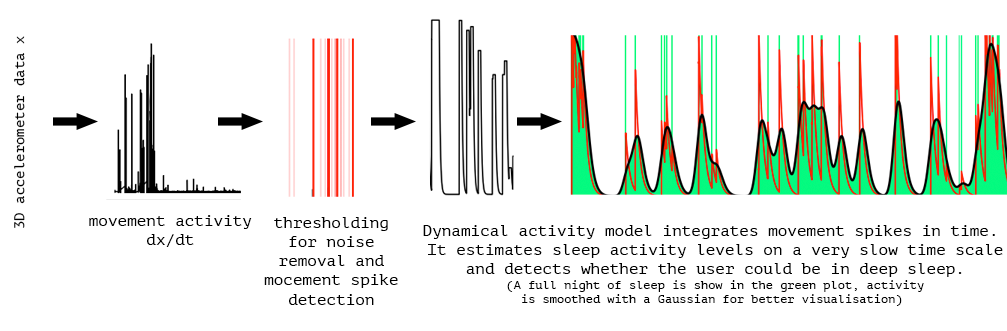 3D accelerometer data x
movement activity
dx/dt
thresholding
for noise
removal and
mocement spike
detection
Dynamical activity model integrates movement spikes in time.
It estimates sleep activity levels on a very slow time scale
and detects whether the user could be in deep sleep.
(A full night of sleep is show in the green plot, activity
is smoothed with a Gaussian for better visualisation)